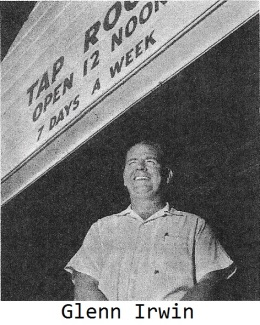 TAP ROO
OPEN 12 NOON
7 DAYS A WEEK
Glenn Irwin